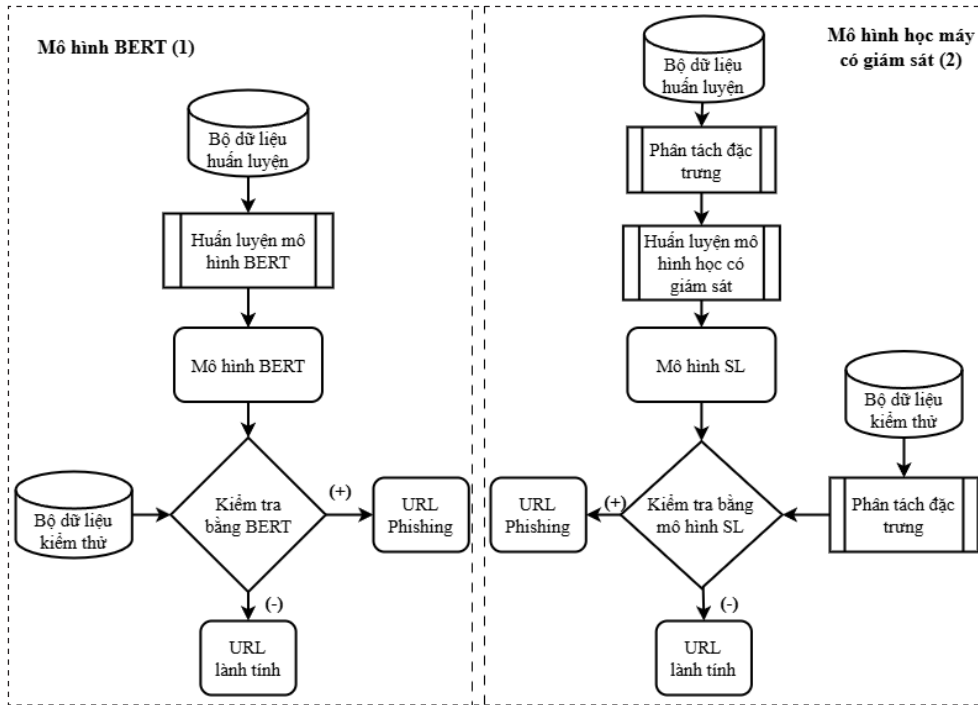 Mô hình BERT (1)
Bộ dữ liệu
huấn luyện
Huấn luyện mô
hình BERT
Mô hình BERT
Bộ dữ liệu
kiểm thử
Kiểm tra
bằng BERT
(+)
URL
Phishing
(-)
URL
lành tính
Mô hình học máy
có giám sát (2)
Bộ dữ liệu
huấn luyện
Phân tách đặc
trưng
Huấn luyện mô
hình học có
giám sát
Mô hình SL
Bộ dữ liệu
kiểm thử
Phân tách đặc
trưng
Kiểm tra bằng
mô hình SL
(+)
URL
Phishing
(-)
URL
lành tính